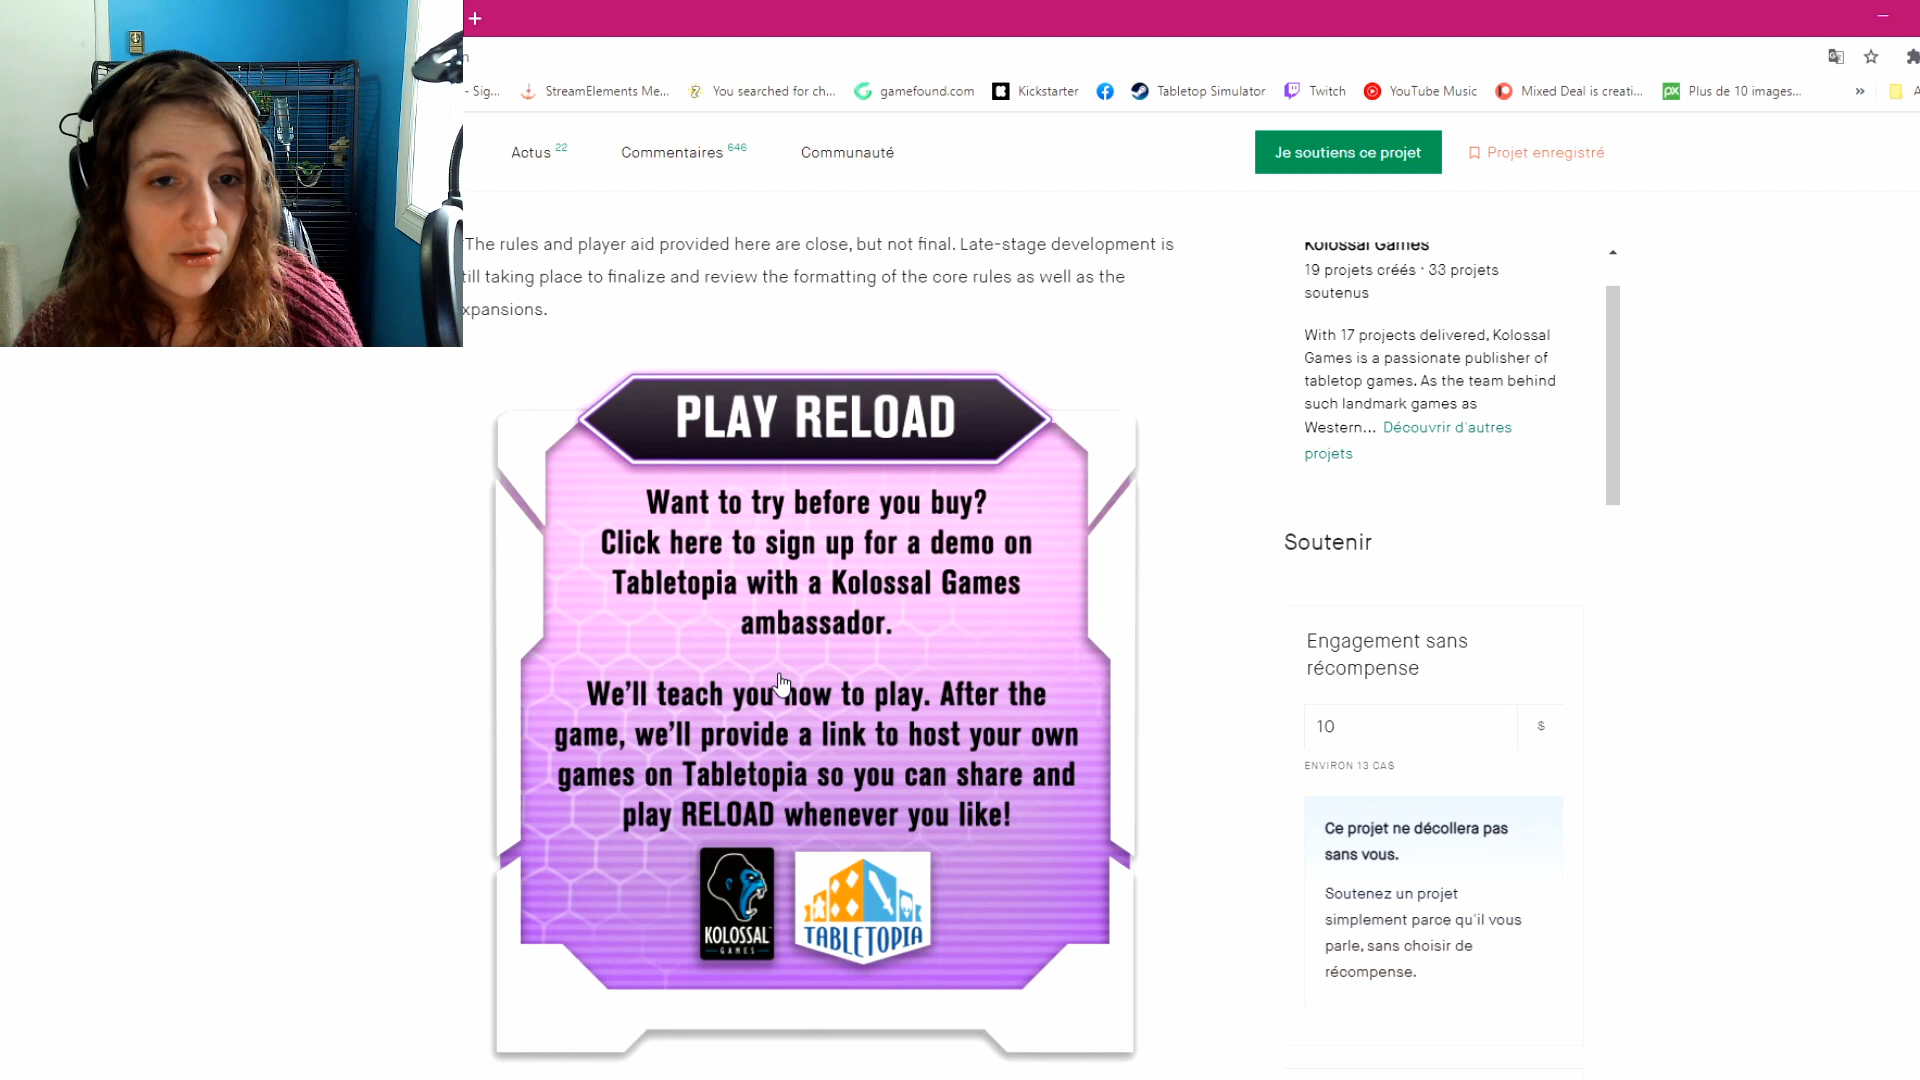 - Sig...
StreamElements Me...
You searched for ch...
gamefound.com
Kickstarter
Tabletop Simulator
Twitch
YouTube Music
Mixed Deal is creati...
Plus de 10 images...
»
Actus 22
Commentaires 646
Communauté
Je soutiens ce projet
Projet enregistré
The rules and player aid provided here are close, but not final. Late-stage development is
till taking place to finalize and review the formatting of the core rules as well as the
xpansions.
PLAY RELOAD
Want to try before you buy?
Click here to sign up for a demo on
Tabletopia with a Kolossal Games
ambassador.
We'll teach you how to play. After the
game, we'll provide a link to host your own
games on Tabletopia so you can share and
play RELOAD whenever you like!
KOLOSSAL
GAMES
TABLETOPIA
Kolossal Games
19 projets créés · 33 projets
soutenus
With 17 projects delivered, Kolossal
Games is a passionate publisher of
tabletop games. As the team behind
such landmark games as
Western... Découvrir d'autres
projets
Soutenir
Engagement sans
récompense
10 $
ENVIRON 13 CA$
Ce projet ne décollera pas
sans vous.
Soutenez un projet
simplement parce qu'il vous
parle, sans choisir de
récompense.